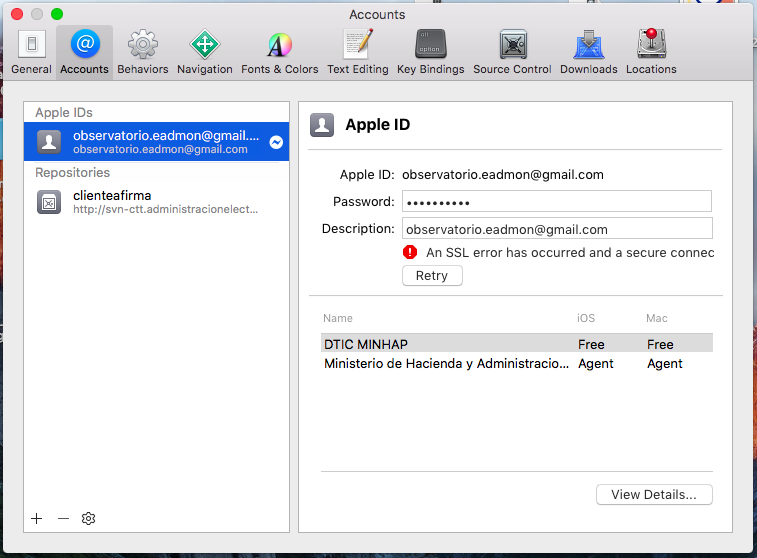 Accounts
General Accounts Behaviors Navigation Fonts & Colors Text Editing Key Bindings Source Control Downloads Locations
off
option
Apple IDs
observatorio.eadmon@gmail....
observatorio.eadmon@gmail.com
Repositories
clienteafirma
http://svn-ctt.administracionelect...
Apple ID
Apple ID: observatorio.eadmon@gmail.com
Password: ••••••••••
Description: observatorio.eadmon@gmail.com
An SSL error has occurred and a secure connec
Retry
Name iOS Mac
DTIC MINHAP Free Free
Ministerio de Hacienda y Administracio... Agent Agent
View Details...